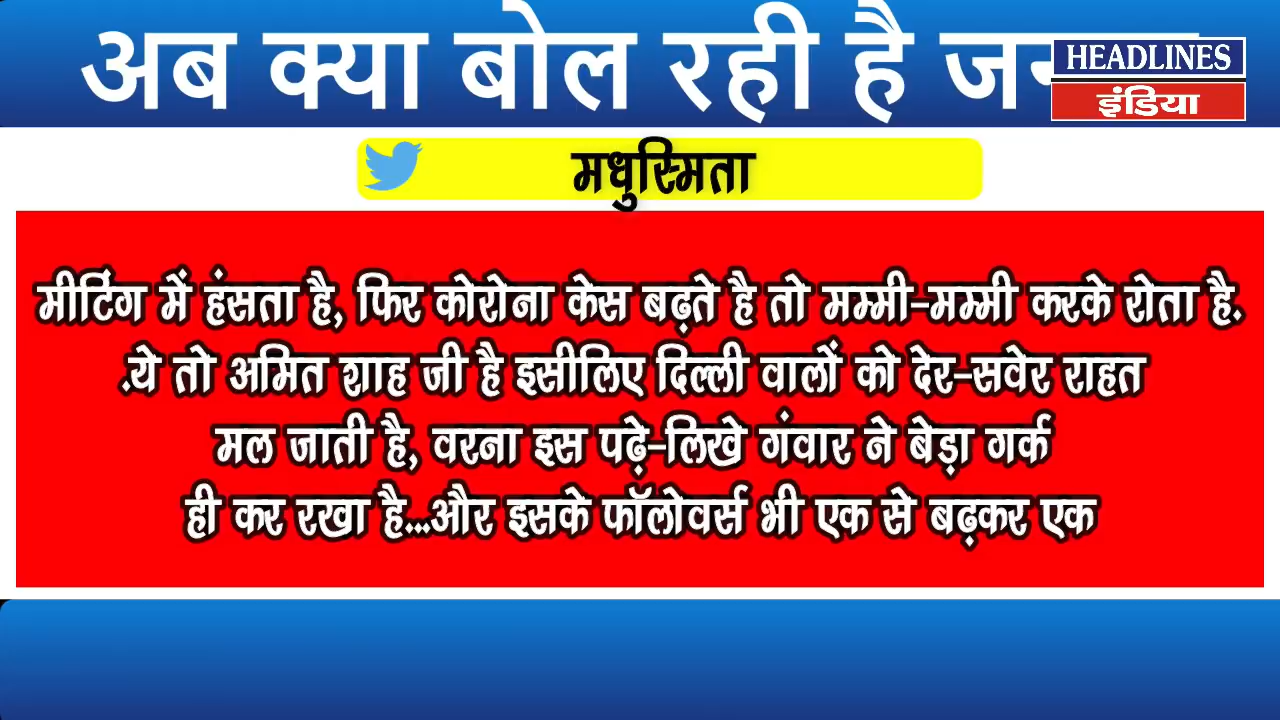 अब क्या बोल रही है
HEADLINES
इंडिया
मधुस्मिता
मीटिंग में हंसता है, फिर कोरोना केस बढ़ते है तो मम्मी-मम्मी करके रोता है.
.ये तो अमित शाह जी है इसीलिए दिल्ली वालों को देर-सवेर राहत
मल जाती है, वरना इस पढ़े-लिखे गंवार ने बेड़ा गर्क
ही कर रखा है...और इसके फॉलोवर्स भी एक से बढ़कर एक